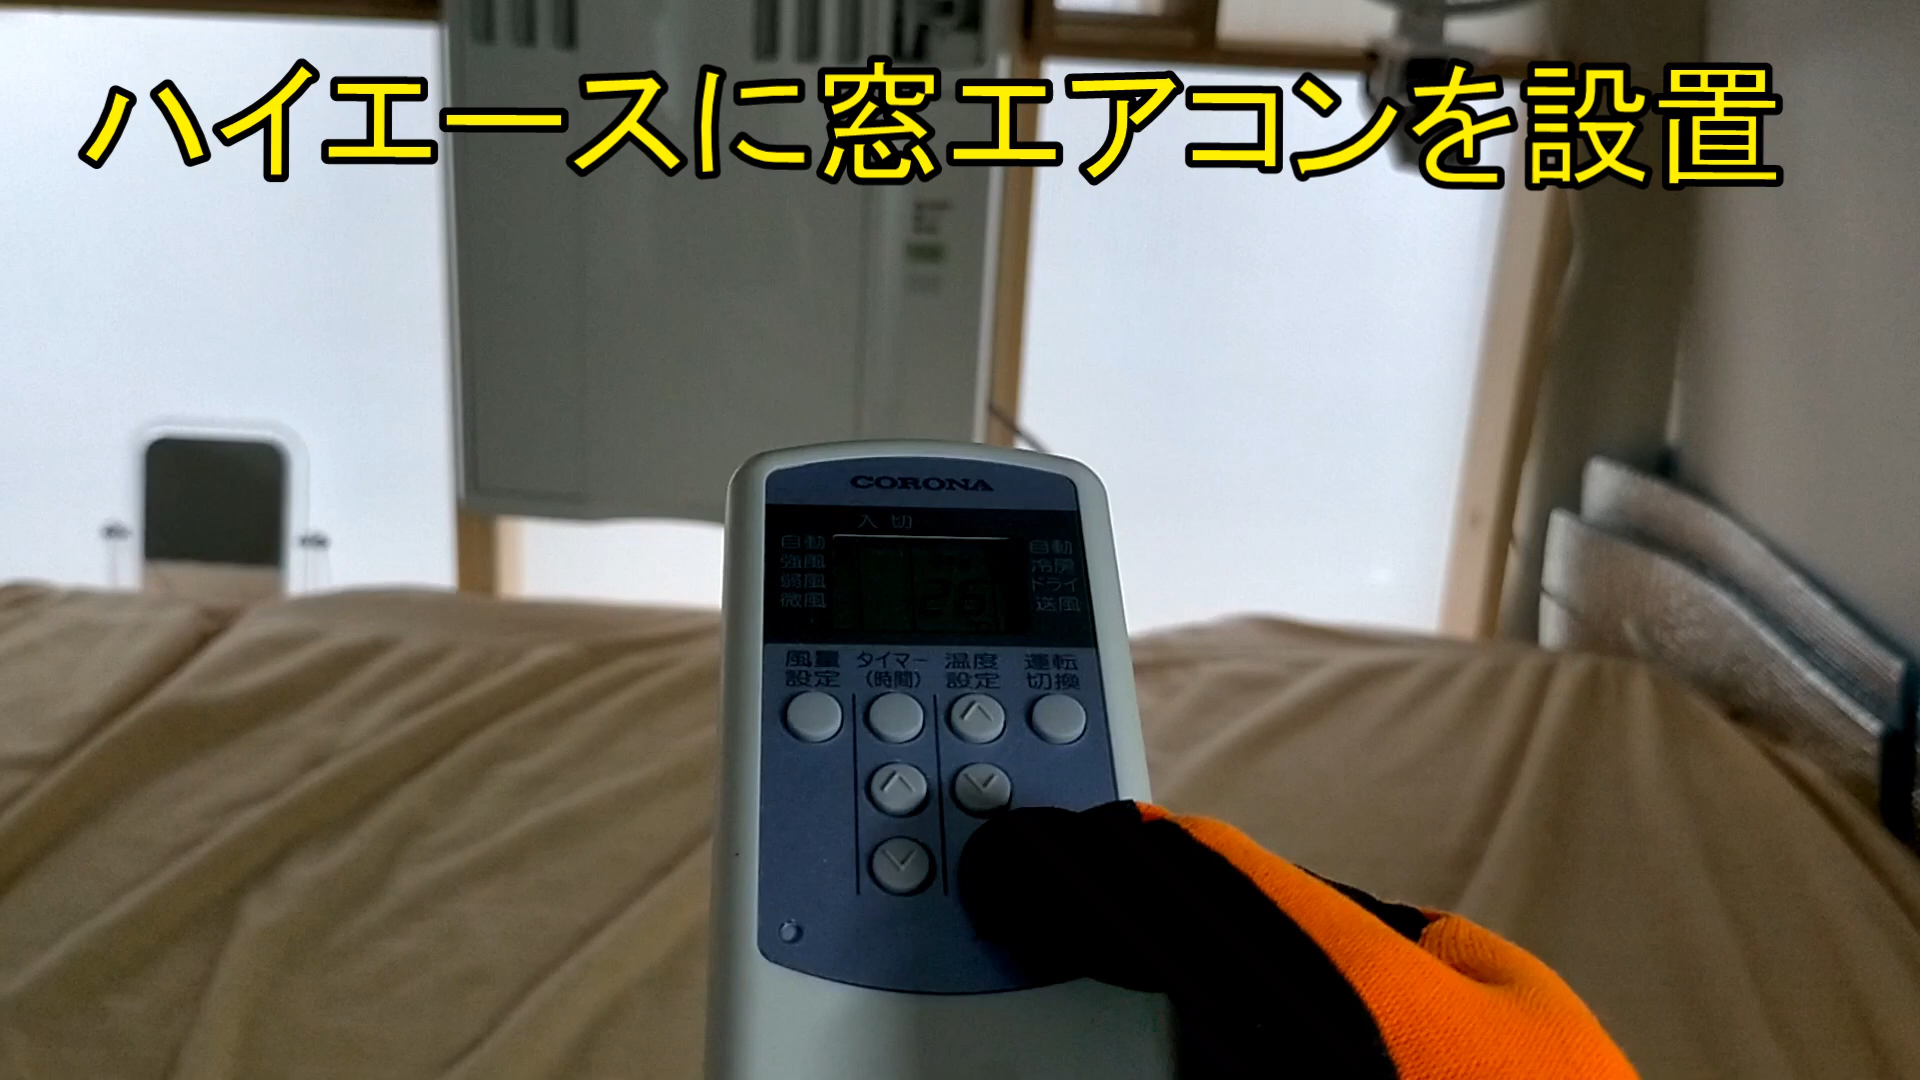 ハイエースに窓エアコンを設置
CORONA
入 切
自動 自動
強風 冷房
弱風 ドライ
微風 送風
26
風量 タイマー 温度 運転
設定 (時間) 設定 切換